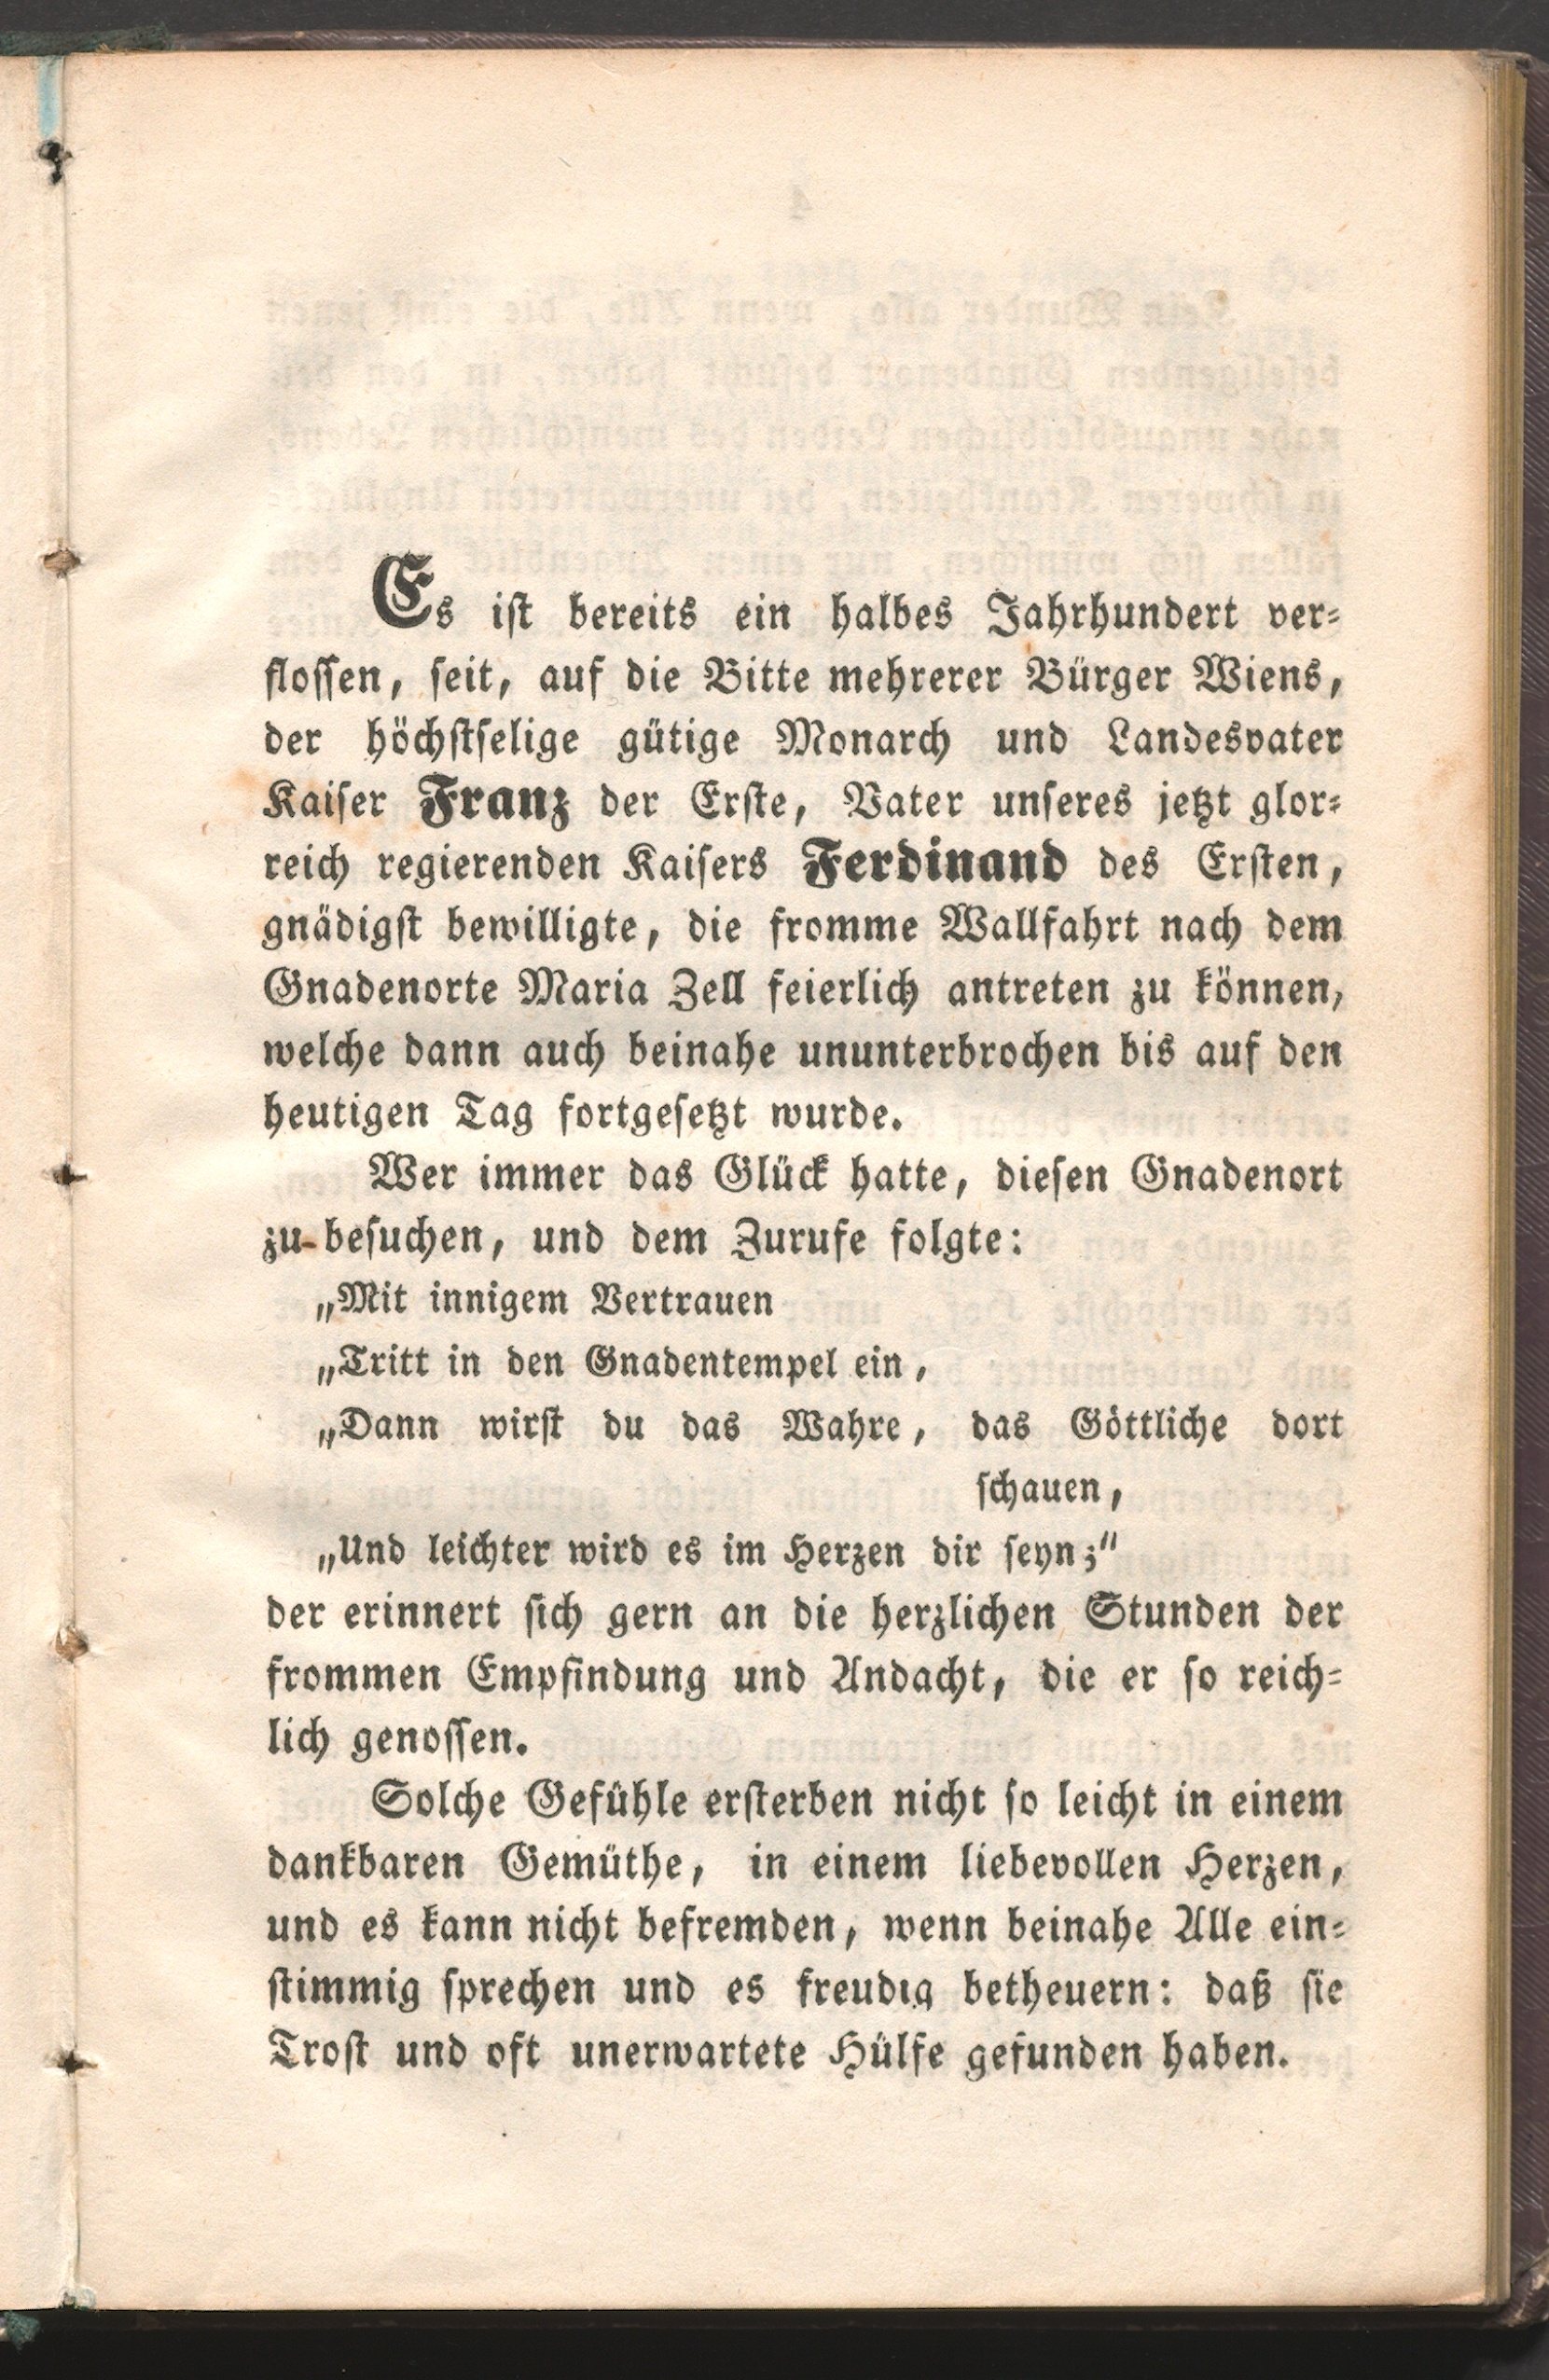 Es ist bereits ein halbes Jahrhundert ver-
flossen, seit, auf die Bitte mehrerer Bürger Wiens,
der höchstselige gütige Monarch und Landesvater
Kaiser Franz der Erste, Vater unseres jetzt glor-
reich regierenden Kaisers Ferdinand des Ersten,
gnädigst bewilligte, die fromme Wallfahrt nach dem
Gnadenorte Maria Zell feierlich antreten zu können,
welche dann auch beinahe ununterbrochen bis auf den
heutigen Tag fortgesetzt wurde.
Wer immer das Glück hatte, diesen Gnadenort
zu besuchen, und dem Zurufe folgte:
„Mit innigem Vertrauen
„Tritt in den Gnadentempel ein,
„Dann wirst du das Wahre, das Göttliche dort
schauen,
„Und leichter wird es im Herzen dir seyn;"
der erinnert sich gern an die herzlichen Stunden der
frommen Empfindung und Andacht, die er so reich-
lich genossen.
Solche Gefühle ersterben nicht so leicht in einem
dankbaren Gemüthe, in einem liebevollen Herzen,
und es kann nicht befremden, wenn beinahe Alle ein-
stimmig sprechen und es freudig betheuern: daß sie
Trost und oft unerwartete Hülfe gefunden haben.